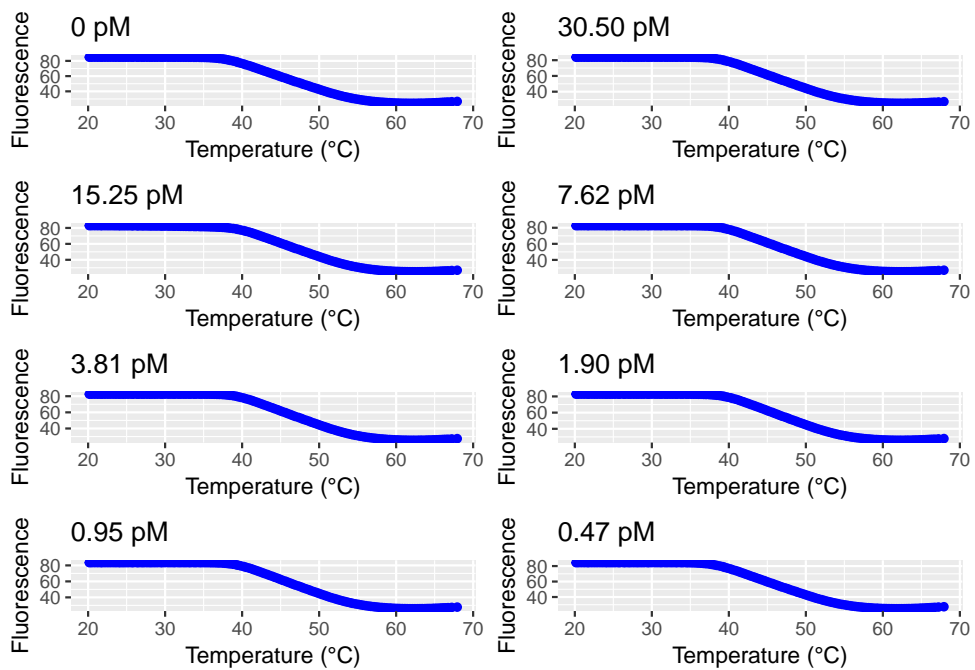 0 pM
Fluorescence
80
60
40
20 30 40 50 60 70
Temperature (°C)
30.50 pM
Fluorescence
80
60
40
20 30 40 50 60 70
Temperature (°C)
15.25 pM
Fluorescence
80
60
40
20 30 40 50 60 70
Temperature (°C)
7.62 pM
Fluorescence
80
60
40
20 30 40 50 60 70
Temperature (°C)
3.81 pM
Fluorescence
80
60
40
20 30 40 50 60 70
Temperature (°C)
1.90 pM
Fluorescence
80
60
40
20 30 40 50 60 70
Temperature (°C)
0.95 pM
Fluorescence
80
60
40
20 30 40 50 60 70
Temperature (°C)
0.47 pM
Fluorescence
80
60
40
20 30 40 50 60 70
Temperature (°C)